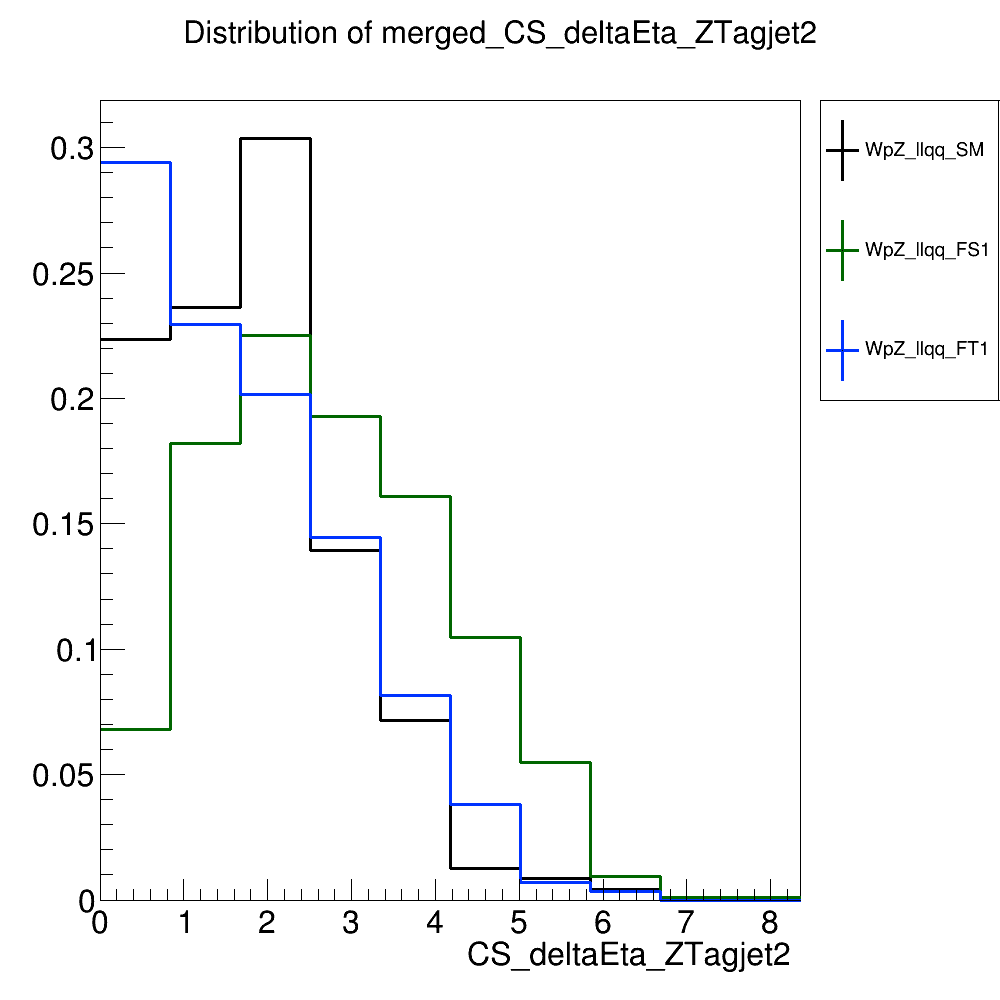 Distribution of merged_CS_deltaEta_ZTagjet2
0.3
0.25
0.2
0.15
0.1
0.05
0
0 1 2 3 4 5 6 7 8
CS_deltaEta_ZTagjet2
WpZ_llqq_SM
WpZ_llqq_FS1
WpZ_llqq_FT1